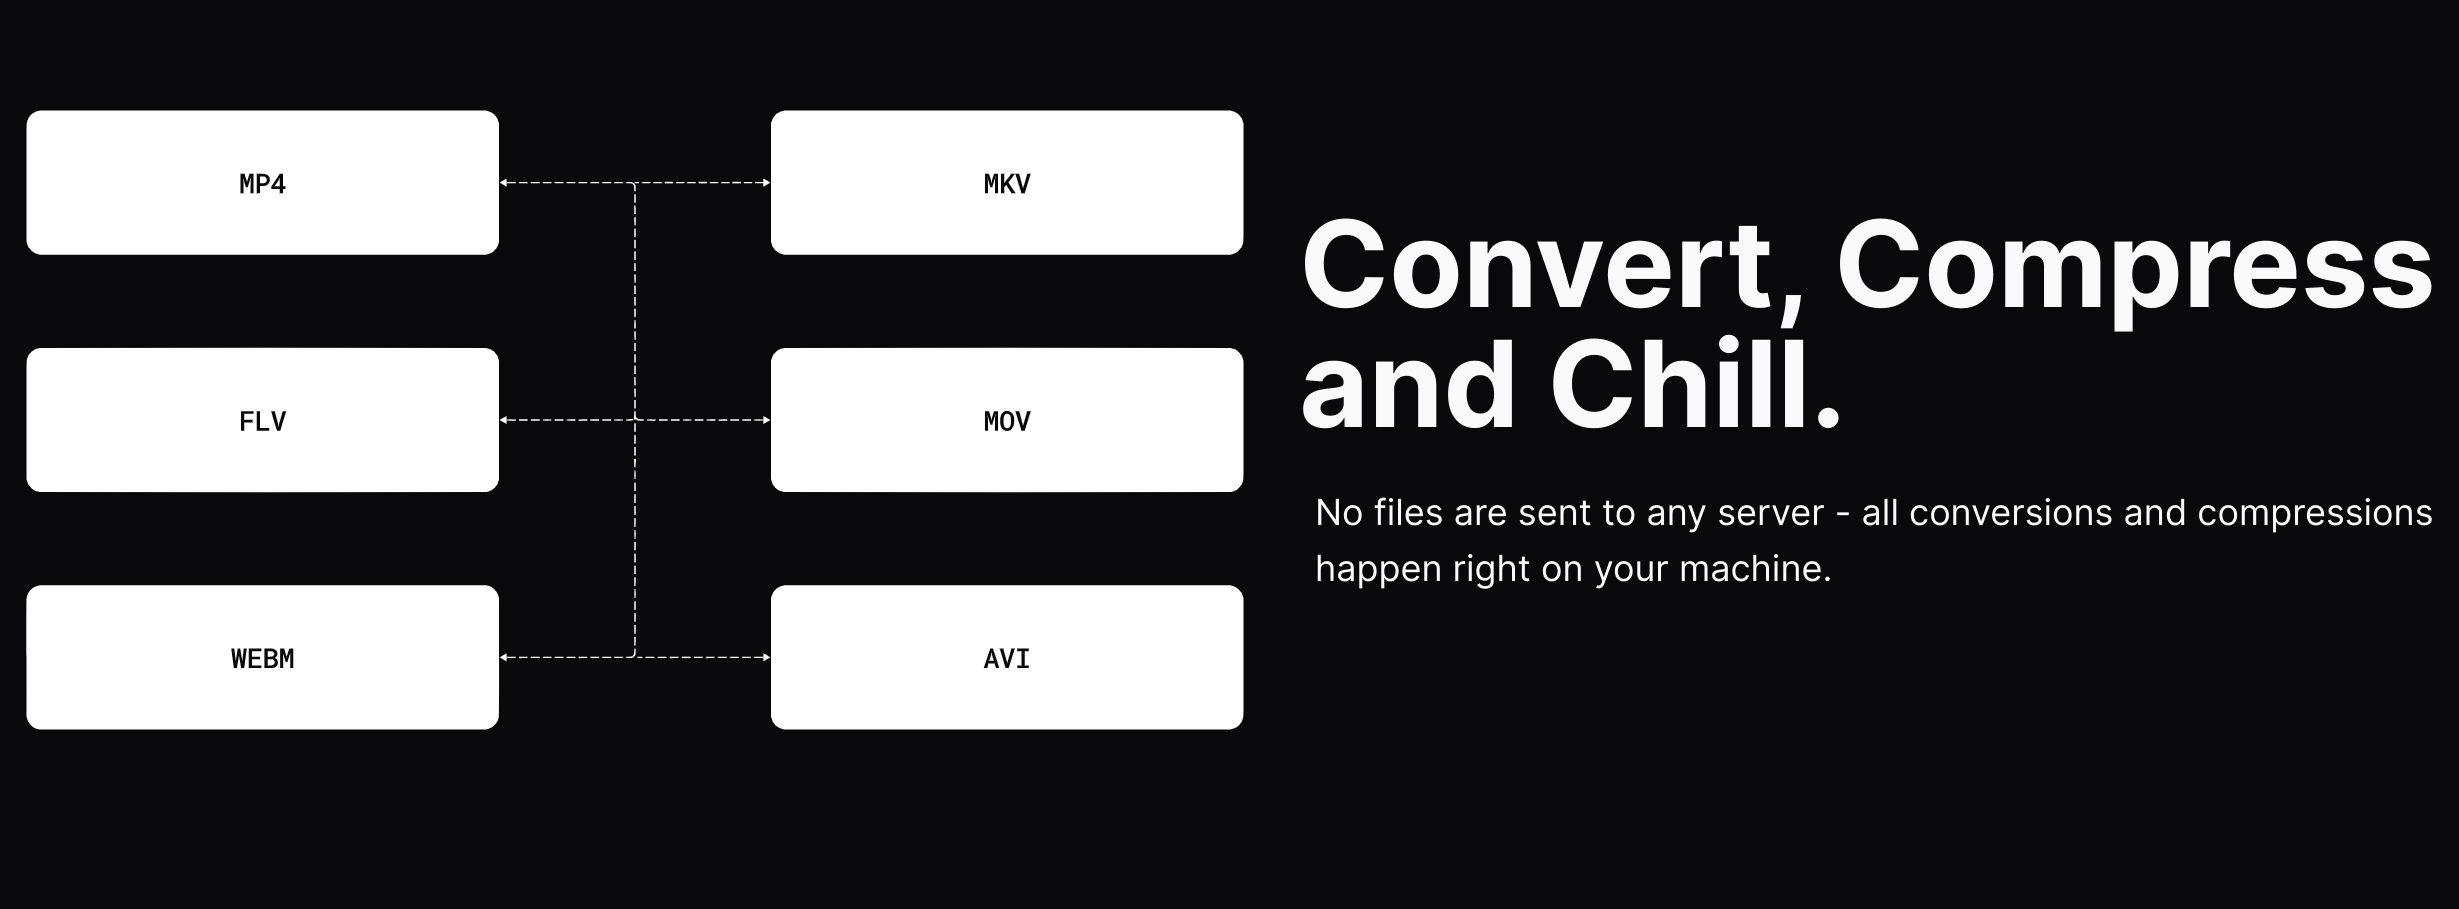 MP4
MKV
FLV
MOV
WEBM
AVI
Convert, Compress
and Chill.
No files are sent to any server - all conversions and compressions
happen right on your machine.